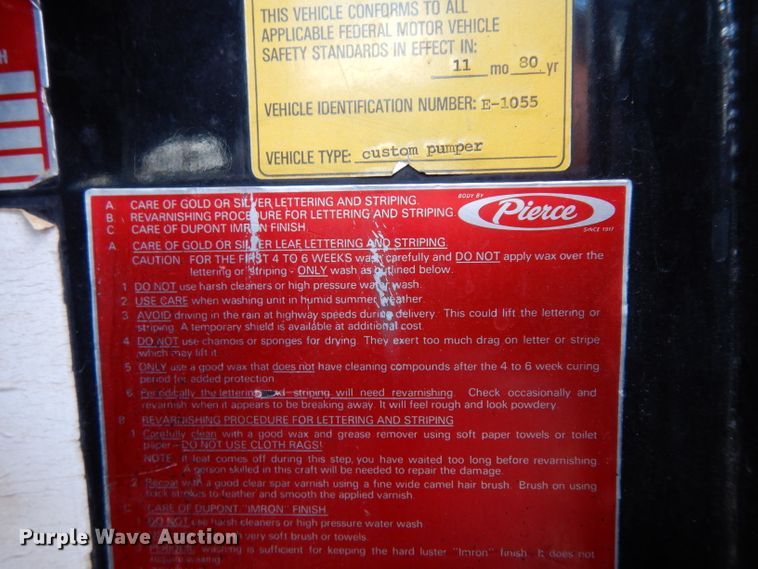 H
THIS VEHICLE CONFORMS TO ALL
APPLICABLE FEDERAL MOTOR VEHICLE
SAFETY STANDARDS IN EFFECT IN:
11 mo 80 yr
VEHICLE IDENTIFICATION NUMBER: E-1055
VEHICLE TYPE: custom pumper
BODY BY
Pierce
SINCE 1917
A. CARE OF GOLD OR SILVER LETTERING AND STRIPING.
B. REVARNISHING PROCEDURE FOR LETTERING AND STRIPING
C. CARE OF DUPONT IMRON FINISH
A. CARE OF GOLD OR SILVER LEAF LETTERING AND STRIPING
CAUTION FOR THE FIRST 4 TO 6 WEEKS wash carefully and DO NOT apply wax over the
lettering or striping - ONLY wash as outlined below.
1 DO NOT use harsh cleaners or high pressure water wash.
2. USE CARE when washing unit in humid summer weather.
3. AVOID driving in the rain at highway speeds during delivery. This could lift the lettering or
striping. A temporary shield is available at additional cost.
4 DO NOT use chamois or sponges for drying. They exert too much drag on letter or stripe
which may lift it.
5 ONLY use a good wax that does not have cleaning compounds after the 4 to 6 week curing
period for added protection.
6. Periodically the lettering and striping will need revarnishing. Check occasionally and
revarnish when it appears to be breaking away. It will feel rough and look powdery.
B REVARNISHING PROCEDURE FOR LETTERING AND STRIPING
1 Carefully clean with a good wax and grease remover using soft paper towels or toilet
paper - DO NOT USE CLOTH RAGS!
NOTE If leaf comes off during this step, you have waited too long before revarnishing.
A person skilled in this craft will be needed to repair the damage.
2. Recoat with a good clear spar varnish using a fine wide camel hair brush. Brush on using
back strokes to feather and smooth the applied varnish.
C CARE OF DUPONT "IMRON" FINISH
1 DO NOT use harsh cleaners or high pressure water wash.
very soft brush or towels.
3 PERIODIC washing is sufficient for keeping the hard luster "Imron" finish. It does not
require waxing.
Purple Wave Auction